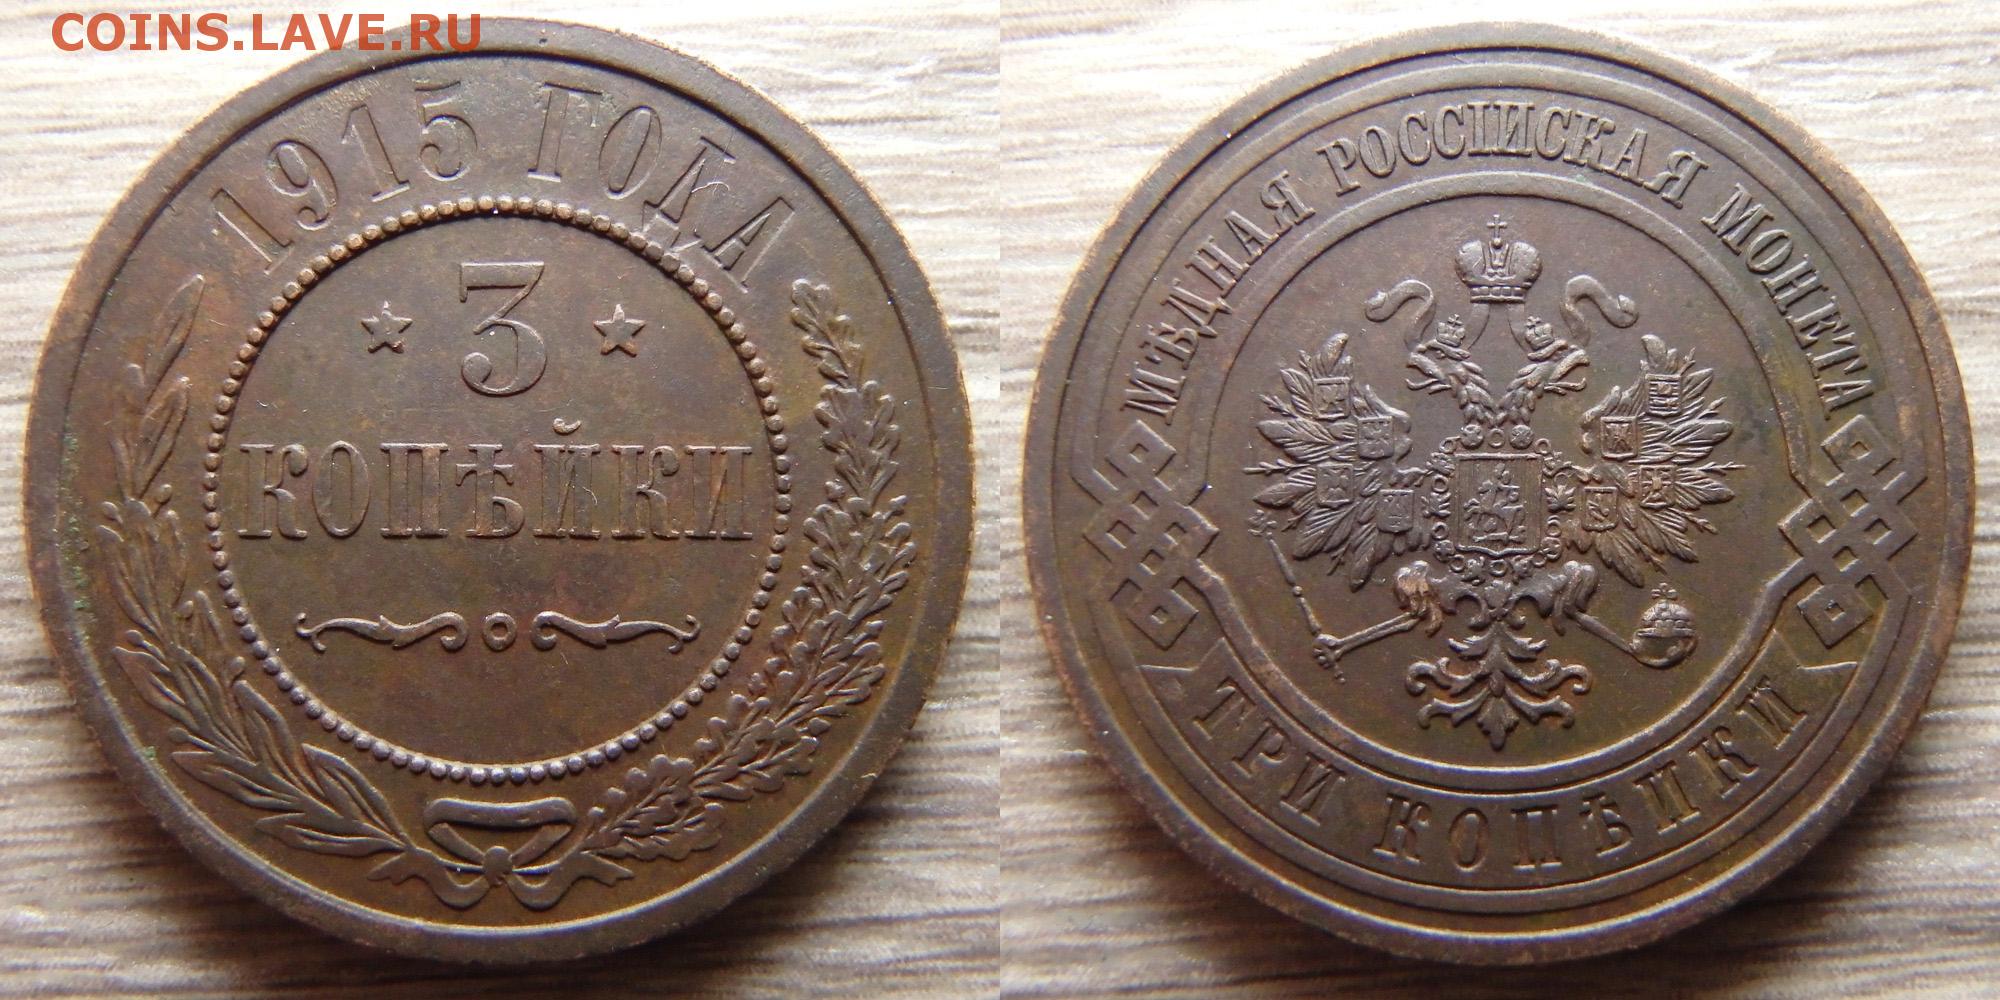 COINS.LAVE.RU
1915 ГОДА
3
КОПѢЙКИ
МѢДНАЯ РОССІЙСКАЯ МОНЕТА
ТРИ КОПѢЙКИ